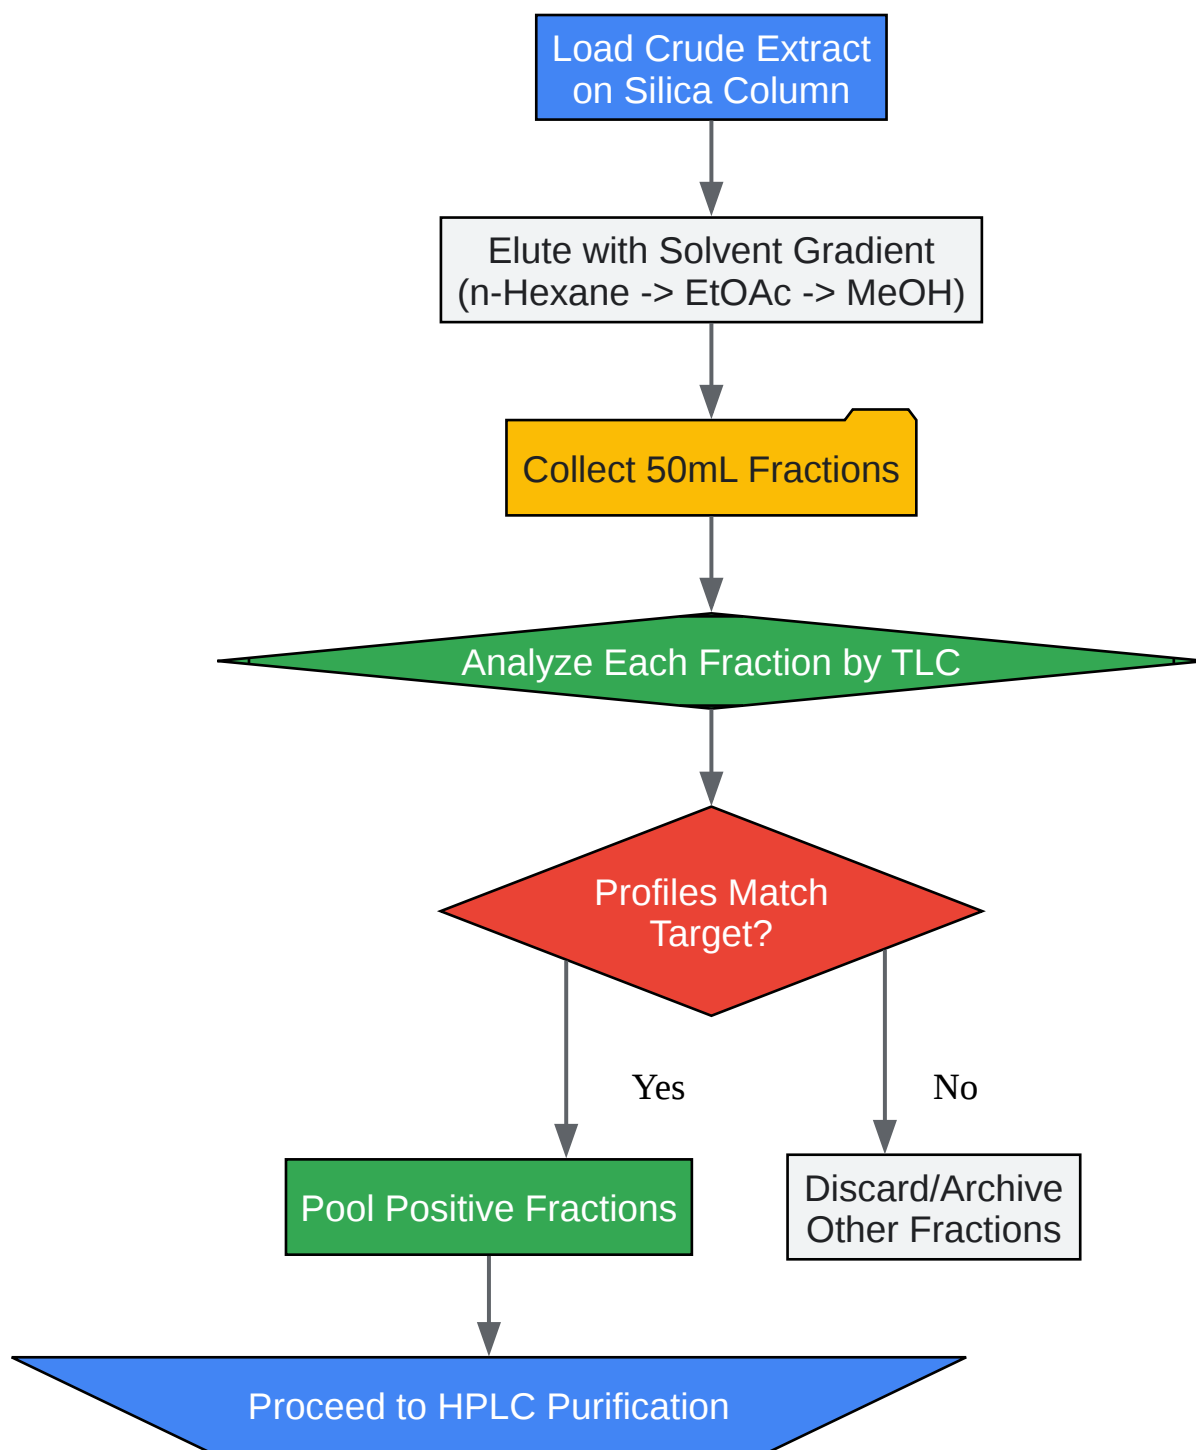 Load Crude Extract
on Silica Column
Elute with Solvent Gradient
(n-Hexane -> EtOAc -> MeOH)
Collect 50mL Fractions
Analyze Each Fraction by TLC
Profiles Match
Target?
Yes
No
Pool Positive Fractions
Discard/Archive
Other Fractions
Proceed to HPLC Purification